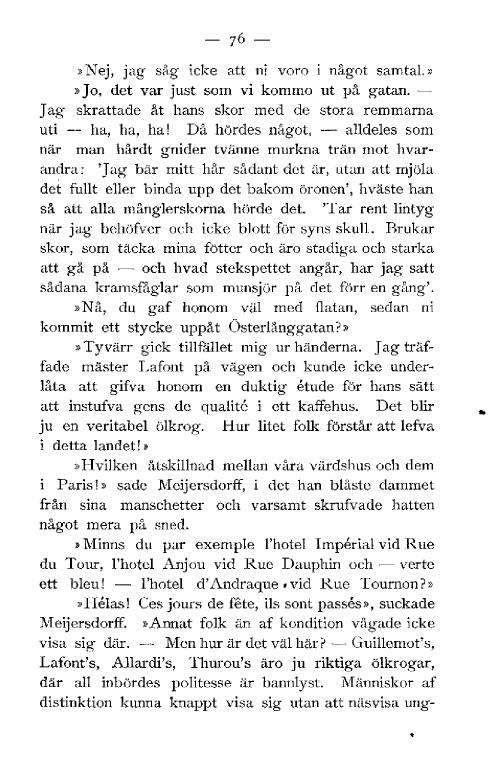 — 76 —
»Nej, jag såg icke att ni voro i något samtal.»
»Jo, det var just som vi kommo ut på gatan. —
Jag skrattade åt hans skor med de stora remmarna
uti — ha, ha, ha! Då hördes något, — alldeles som
när man hårdt gnider tvänne murkna trän mot hvar-
andra: 'Jag bär mitt hår sådant det är, utan att mjöla
det fullt eller binda upp det bakom öronen', hväste han
så att alla månglerskorna hörde det. 'Tar rent lintyg
när jag behöfver och icke blott för syns skull. Brukar
skor, som täcka mina fötter och äro stadiga och starka
att gå på — och hvad stekspettet angår, har jag satt
sådana kramsfåglar som munsjör på det förr en gång'.
»Nå, du gaf honom väl med flatan, sedan ni
kommit ett stycke uppåt Österlånggatan?»
»Tyvärr gick tillfället mig ur händerna. Jag träf-
fade mäster Lafont på vägen och kunde icke under-
låta att gifva honom en duktig étude för hans sätt
att instufva gens de qualité i ett kaffehus. Det blir
ju en veritabel ölkrog. Hur litet folk förstår att lefva
i detta landet!»
»Hvilken åtskillnad mellan våra värdshus och dem
i Paris!» sade Meijersdorff, i det han blåste dammet
från sina manschetter och varsamt skrufvade hatten
något mera på sned.
»Minns du par exemple l'hotel Impérial vid Rue
du Tour, l'hotel Anjou vid Rue Dauphin och — verte
ett bleu! — l'hotel d'Andraque vid Rue Tournon?»
»Hélas! Ces jours de fête, ils sont passés», suckade
Meijersdorff. »Annat folk än af kondition vågade icke
visa sig där. — Men hur är det väl här? — Guillemot's,
Lafont's, Allardi's, Thurou's äro ju riktiga ölkrogar,
där all inbördes politesse är bannlyst. Människor af
distinktion kunna knappt visa sig utan att näsvisa ung-